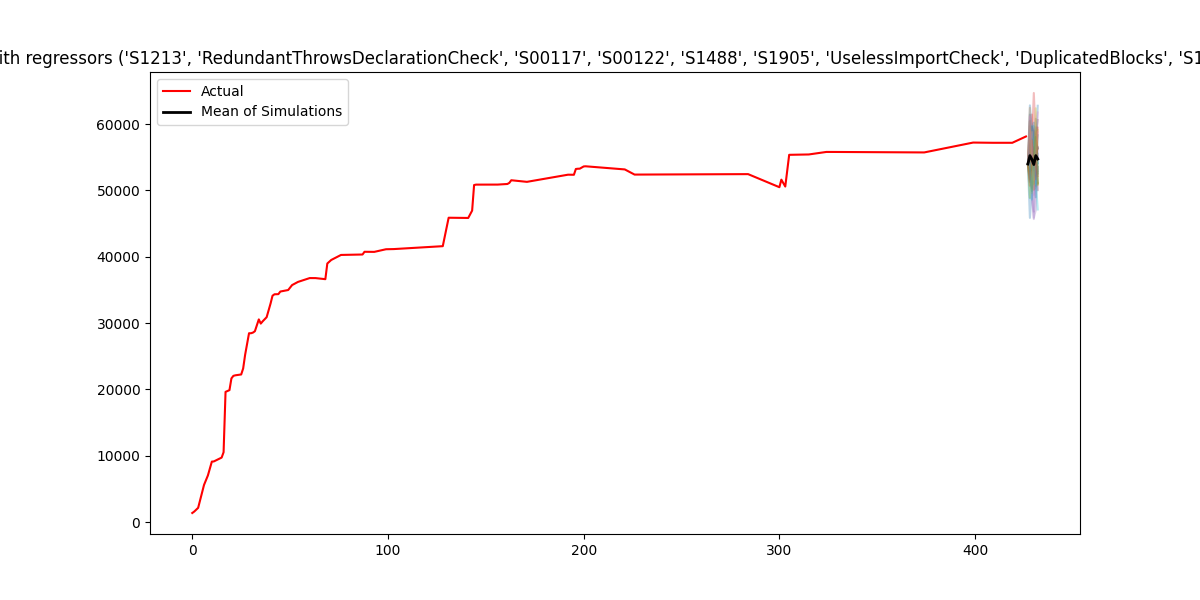 ith regressors ('S1213', 'RedundantThrowsDeclarationCheck', 'S00117', 'S00122', 'S1488', 'S1905', 'UselessImportCheck', 'DuplicatedBlocks', 'S1
Actual
Mean of Simulations
60000
50000
40000
30000
20000
10000
0
0 100 200 300 400